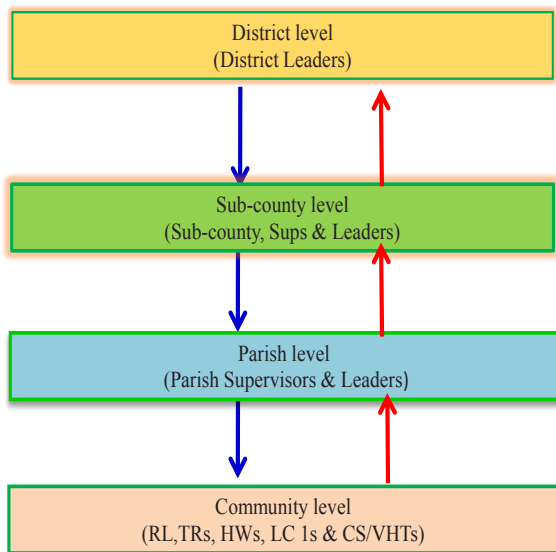 District level
(District Leaders)
Sub-county level
(Sub-county, Sups & Leaders)
Parish level
(Parish Supervisors & Leaders)
Community level
(RL,TRs, HWs, LC 1s & CS/VHTs)